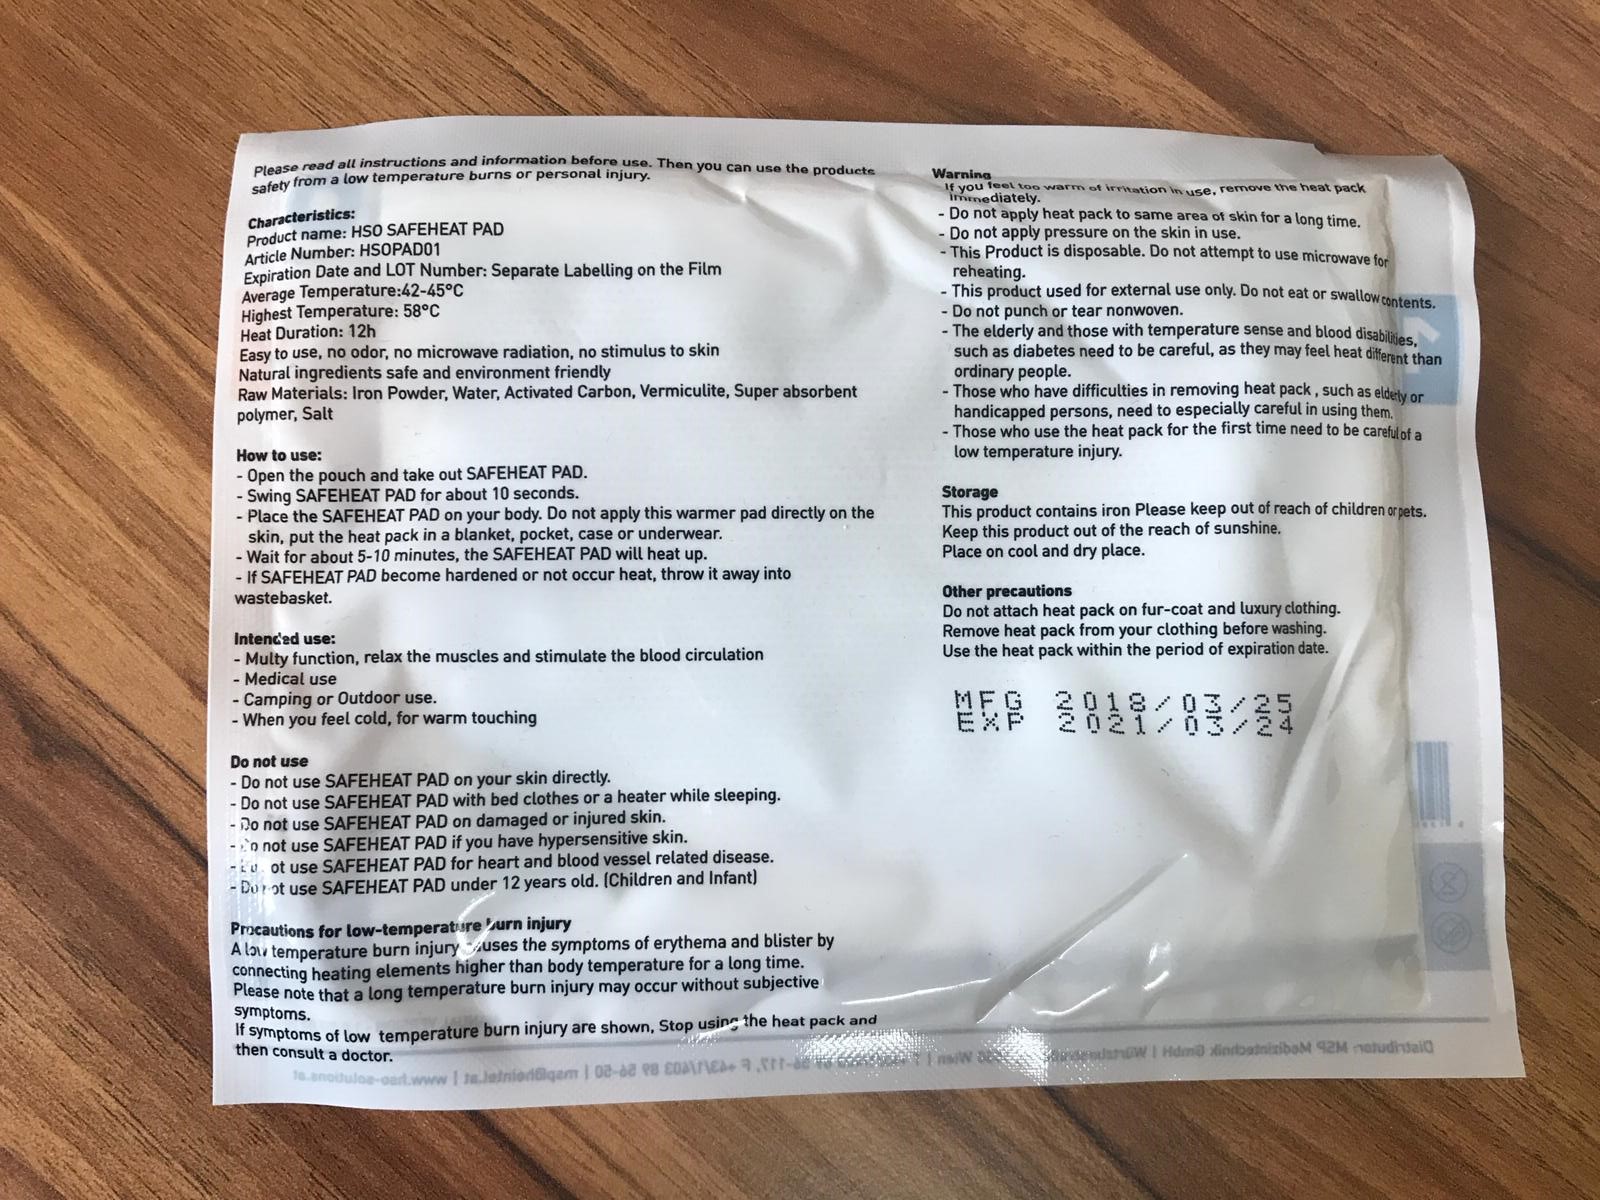 Please read all instructions and information before use. Then you can use the products
safety from a low temperature burns or personal injury.
Characteristics:
Product name: HSO SAFEHEAT PAD
Article Number: HSOPAD01
Expiration Date and LOT Number: Separate Labelling on the Film
Average Temperature:42-45°C
Highest Temperature: 58°C
Heat Duration: 12h
Easy to use, no odor, no microwave radiation, no stimulus to skin
Natural ingredients safe and environment friendly
Raw Materials: Iron Powder, Water, Activated Carbon, Vermiculite, Super absorbent
polymer, Salt
How to use:
- Open the pouch and take out SAFEHEAT PAD.
- Swing SAFEHEAT PAD for about 10 seconds.
- Place the SAFEHEAT PAD on your body. Do not apply this warmer pad directly on the
skin, put the heat pack in a blanket, pocket, case or underwear.
- Wait for about 5-10 minutes, the SAFEHEAT PAD will heat up.
- If SAFEHEAT PAD become hardened or not occur heat, throw it away into
wastebasket.
Intended use:
- Multy function, relax the muscles and stimulate the blood circulation
- Medical use
- Camping or Outdoor use.
- When you feel cold, for warm touching
Do not use
- Do not use SAFEHEAT PAD on your skin directly.
- Do not use SAFEHEAT PAD with bed clothes or a heater while sleeping.
- Do not use SAFEHEAT PAD on damaged or injured skin.
- Do not use SAFEHEAT PAD if you have hypersensitive skin.
- Do not use SAFEHEAT PAD for heart and blood vessel related disease.
- Do not use SAFEHEAT PAD under 12 years old. (Children and Infant)
Precautions for low-temperature burn injury
A low temperature burn injury causes the symptoms of erythema and blister by
connecting heating elements higher than body temperature for a long time.
Please note that a long temperature burn injury may occur without subjective
symptoms.
If symptoms of low temperature burn injury are shown, Stop using the heat pack and
then consult a doctor.
Warning
If you feel too warm of irritation in use, remove the heat pack
immediately.
- Do not apply heat pack to same area of skin for a long time.
- Do not apply pressure on the skin in use.
- This Product is disposable. Do not attempt to use microwave for
reheating.
- This product used for external use only. Do not eat or swallow contents.
- Do not punch or tear nonwoven.
- The elderly and those with temperature sense and blood disabilities,
such as diabetes need to be careful, as they may feel heat different than
ordinary people.
- Those who have difficulties in removing heat pack , such as elderly or
handicapped persons, need to especially careful in using them.
- Those who use the heat pack for the first time need to be careful of a
low temperature injury.
Storage
This product contains iron Please keep out of reach of children or pets.
Keep this product out of the reach of sunshine.
Place on cool and dry place.
Other precautions
Do not attach heat pack on fur-coat and luxury clothing.
Remove heat pack from your clothing before washing.
Use the heat pack within the period of expiration date.
MFG 2018/03/25
EXP 2021/03/24
Distributor: MSP Medizintechnik GmbH